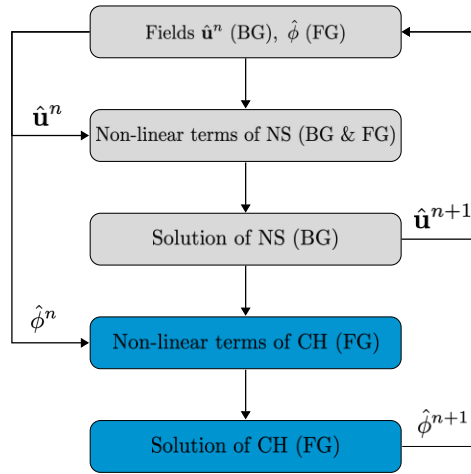 Fields û^n (BG), φ̂ (FG)
û^n
Non-linear terms of NS (BG & FG)
Solution of NS (BG)
û^{n+1}
φ̂^n
Non-linear terms of CH (FG)
Solution of CH (FG)
φ̂^{n+1}